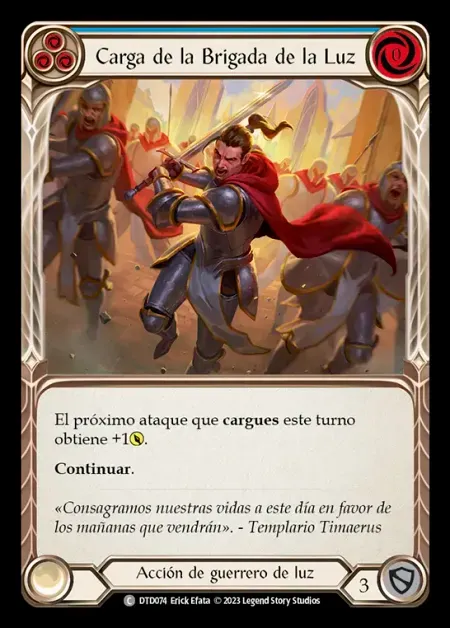 Carga de la Brigada de la Luz
0
El próximo ataque que cargues este turno
obtiene +1.
Continuar.
«Consagramos nuestras vidas a este día en favor de
los mañanas que vendrán». - Templario Timaerus
Acción de guerrero de luz
3
C DTD074 Erick Efata © 2023 Legend Story Studios